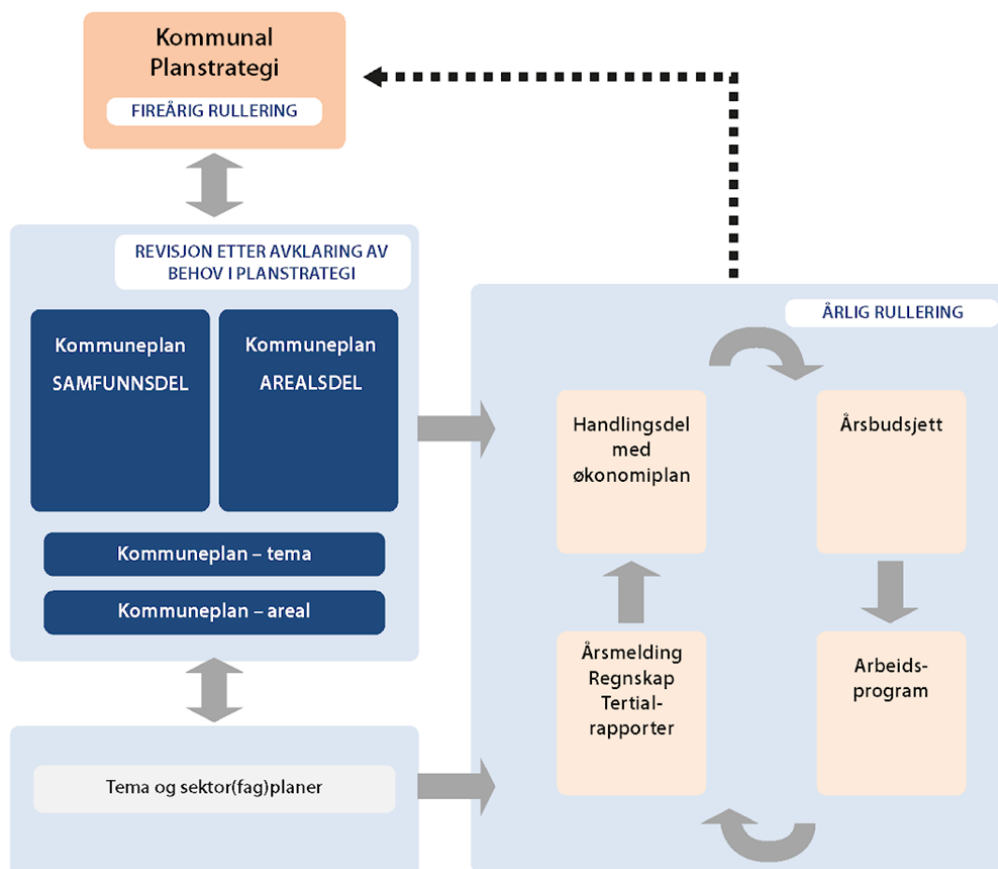 Kommunal
Planstrategi
FIREÅRIG RULLERING
REVISJON ETTER AVKLARING AV
BEHOV I PLANSTRATEGI
Kommuneplan
SAMFUNNSDEL
Kommuneplan
AREALSDEL
Kommuneplan – tema
Kommuneplan – areal
Tema og sektor(fag)planer
ÅRLIG RULLERING
Handlingsdel
med
økonomiplan
Årsbudsjett
Årsmelding
Regnskap
Tertial-
rapporter
Arbeids-
program